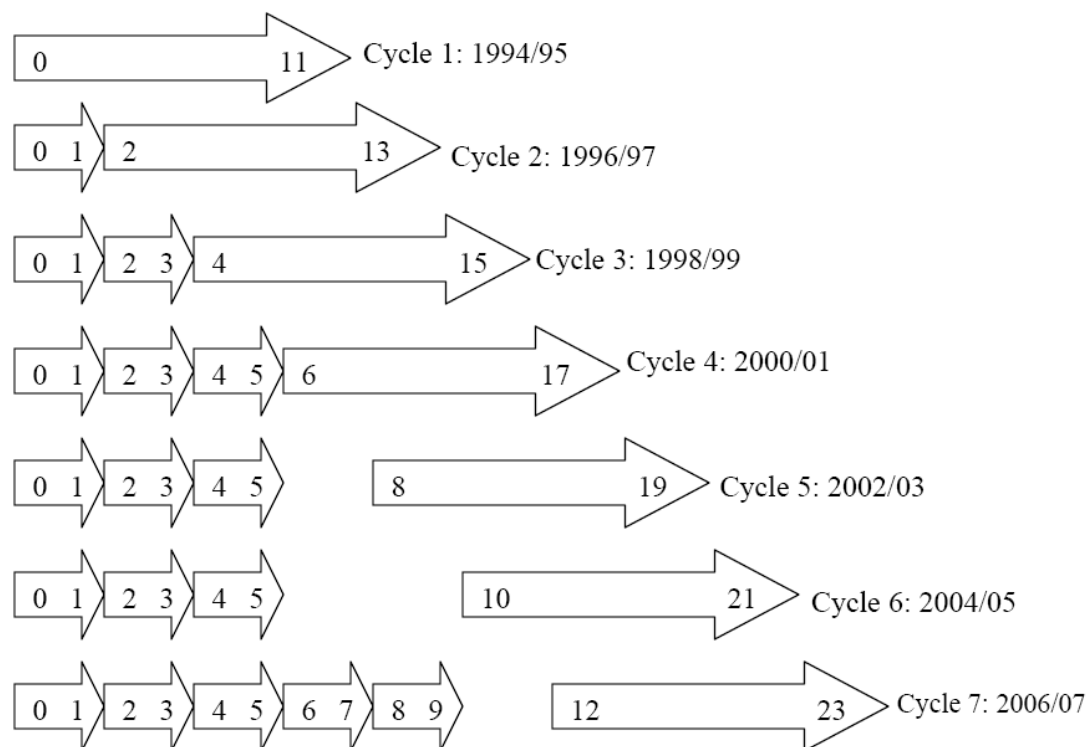 0 11 Cycle 1: 1994/95
0 1 2 13 Cycle 2: 1996/97
0 1 2 3 4 15 Cycle 3: 1998/99
0 1 2 3 4 5 6 17 Cycle 4: 2000/01
0 1 2 3 4 5 8 19 Cycle 5: 2002/03
0 1 2 3 4 5 10 21 Cycle 6: 2004/05
0 1 2 3 4 5 6 7 8 9 12 23 Cycle 7: 2006/07